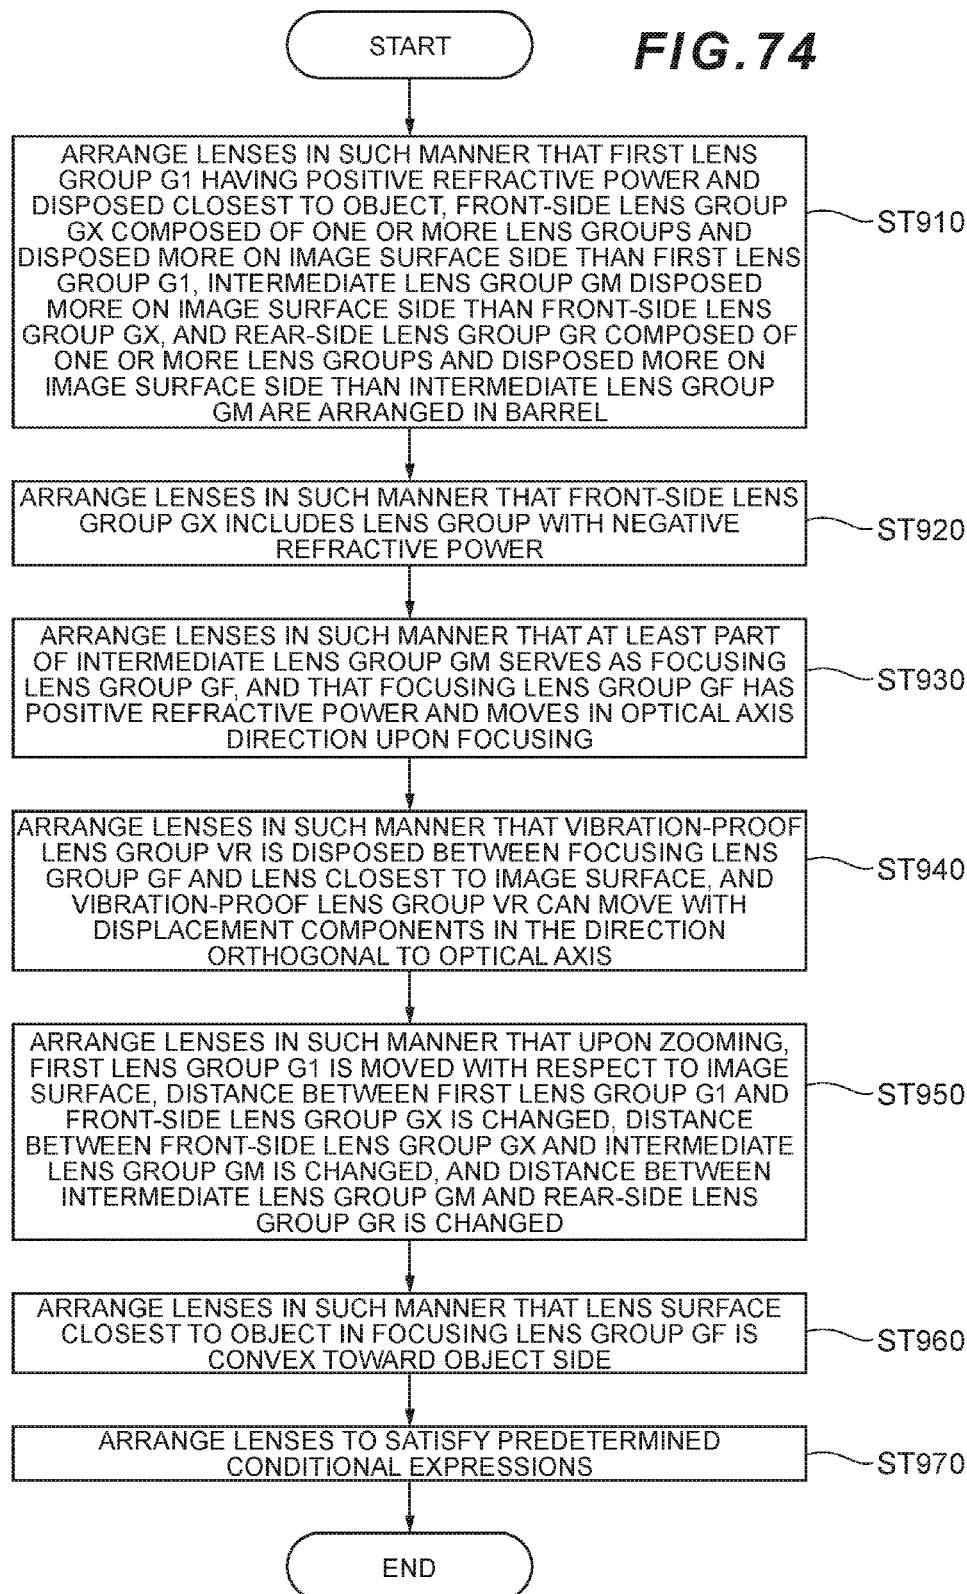 START
FIG.74
ARRANGE LENSES IN SUCH MANNER THAT FIRST LENS
GROUP G1 HAVING POSITIVE REFRACTIVE POWER AND
DISPOSED CLOSEST TO OBJECT, FRONT-SIDE LENS GROUP
GX COMPOSED OF ONE OR MORE LENS GROUPS AND
DISPOSED MORE ON IMAGE SURFACE SIDE THAN FIRST LENS
GROUP G1, INTERMEDIATE LENS GROUP GM DISPOSED
MORE ON IMAGE SURFACE SIDE THAN FRONT-SIDE LENS
GROUP GX, AND REAR-SIDE LENS GROUP GR COMPOSED OF
ONE OR MORE LENS GROUPS AND DISPOSED MORE ON
IMAGE SURFACE SIDE THAN INTERMEDIATE LENS GROUP
GM ARE ARRANGED IN BARREL
ST910
ARRANGE LENSES IN SUCH MANNER THAT FRONT-SIDE LENS
GROUP GX INCLUDES LENS GROUP WITH NEGATIVE
REFRACTIVE POWER
ST920
ARRANGE LENSES IN SUCH MANNER THAT AT LEAST PART
OF INTERMEDIATE LENS GROUP GM SERVES AS FOCUSING
LENS GROUP GF, AND THAT FOCUSING LENS GROUP GF HAS
POSITIVE REFRACTIVE POWER AND MOVES IN OPTICAL AXIS
DIRECTION UPON FOCUSING
ST930
ARRANGE LENSES IN SUCH MANNER THAT VIBRATION-PROOF
LENS GROUP VR IS DISPOSED BETWEEN FOCUSING LENS
GROUP GF AND LENS CLOSEST TO IMAGE SURFACE, AND
VIBRATION-PROOF LENS GROUP VR CAN MOVE WITH
DISPLACEMENT COMPONENTS IN THE DIRECTION
ORTHOGONAL TO OPTICAL AXIS
ST940
ARRANGE LENSES IN SUCH MANNER THAT UPON ZOOMING,
FIRST LENS GROUP G1 IS MOVED WITH RESPECT TO IMAGE
SURFACE, DISTANCE BETWEEN FIRST LENS GROUP G1 AND
FRONT-SIDE LENS GROUP GX IS CHANGED, DISTANCE
BETWEEN FRONT-SIDE LENS GROUP GX AND INTERMEDIATE
LENS GROUP GM IS CHANGED, AND DISTANCE BETWEEN
INTERMEDIATE LENS GROUP GM AND REAR-SIDE LENS
GROUP GR IS CHANGED
ST950
ARRANGE LENSES IN SUCH MANNER THAT LENS SURFACE
CLOSEST TO OBJECT IN FOCUSING LENS GROUP GF IS
CONVEX TOWARD OBJECT SIDE
ST960
ARRANGE LENSES TO SATISFY PREDETERMINED
CONDITIONAL EXPRESSIONS
ST970
END